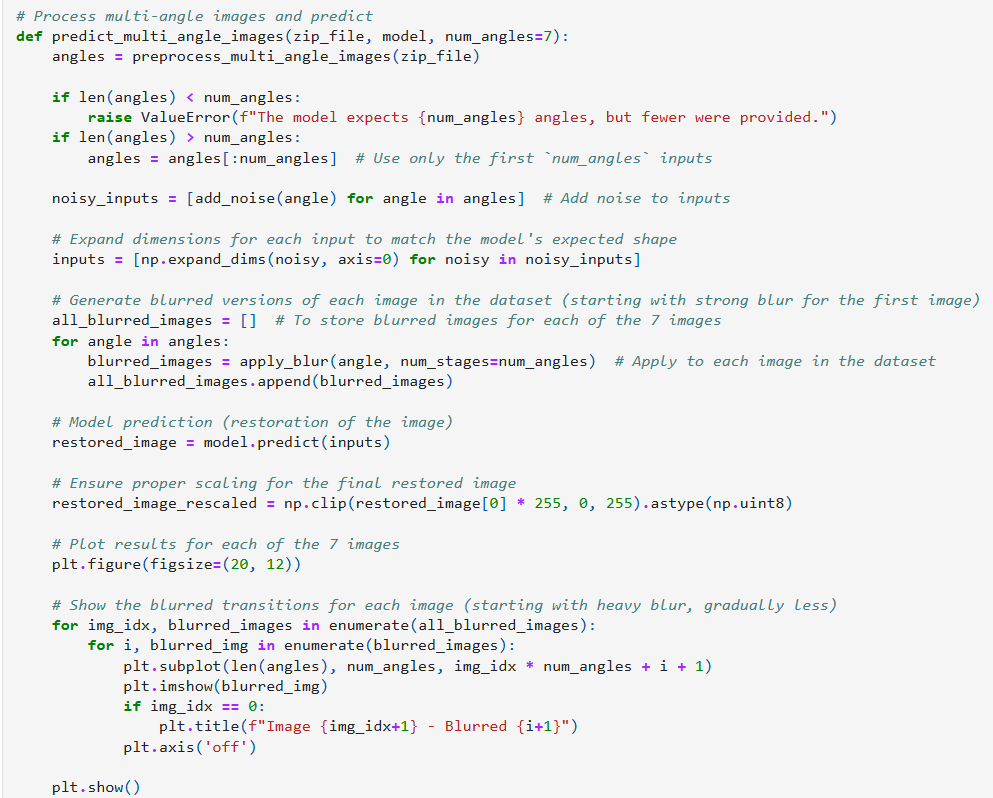 # Process multi-angle images and predict
def predict_multi_angle_images(zip_file, model, num_angles=7):
    angles = preprocess_multi_angle_images(zip_file)

    if len(angles) < num_angles:
        raise ValueError(f"The model expects {num_angles} angles, but fewer were provided.")
    if len(angles) > num_angles:
        angles = angles[:num_angles]  # Use only the first `num_angles` inputs

    noisy_inputs = [add_noise(angle) for angle in angles]  # Add noise to inputs

    # Expand dimensions for each input to match the model's expected shape
    inputs = [np.expand_dims(noisy, axis=0) for noisy in noisy_inputs]

    # Generate blurred versions of each image in the dataset (starting with strong blur for the first image)
    all_blurred_images = []  # To store blurred images for each of the 7 images
    for angle in angles:
        blurred_images = apply_blur(angle, num_stages=num_angles)  # Apply to each image in the dataset
        all_blurred_images.append(blurred_images)

    # Model prediction (restoration of the image)
    restored_image = model.predict(inputs)

    # Ensure proper scaling for the final restored image
    restored_image_rescaled = np.clip(restored_image[0] * 255, 0, 255).astype(np.uint8)

    # Plot results for each of the 7 images
    plt.figure(figsize=(20, 12))

    # Show the blurred transitions for each image (starting with heavy blur, gradually less)
    for img_idx, blurred_images in enumerate(all_blurred_images):
        for i, blurred_img in enumerate(blurred_images):
            plt.subplot(len(angles), num_angles, img_idx * num_angles + i + 1)
            plt.imshow(blurred_img)
            if img_idx == 0:
                plt.title(f"Image {img_idx+1} - Blurred {i+1}")
            plt.axis('off')

    plt.show()